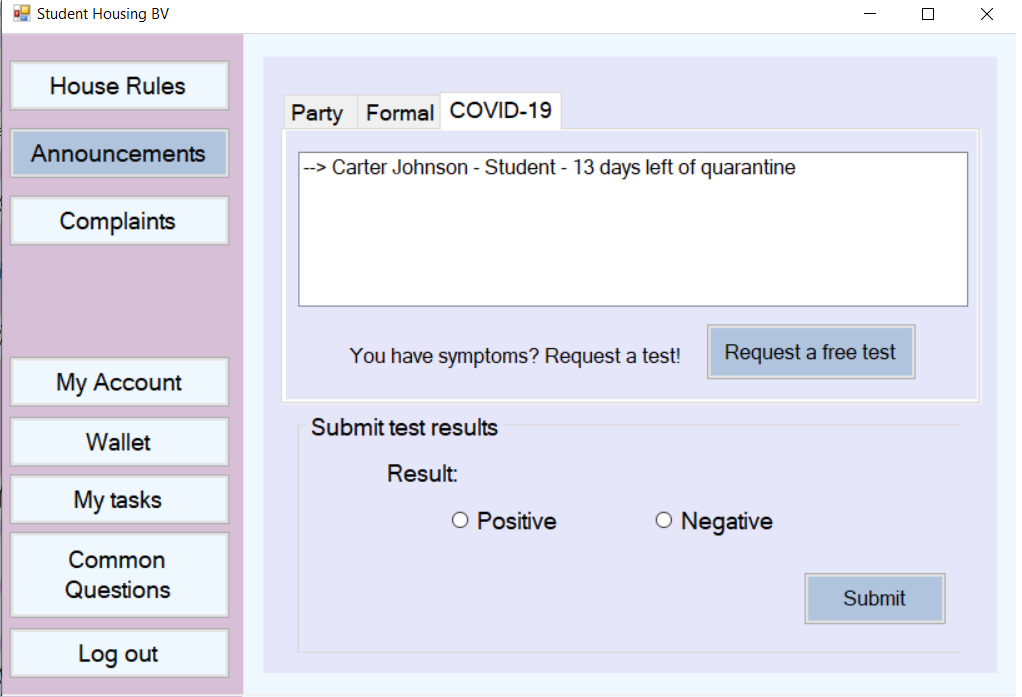 Student Housing BV
House Rules
Announcements
Complaints
My Account
Wallet
My tasks
Common
Questions
Log out
Party
Formal
COVID-19
--> Carter Johnson - Student - 13 days left of quarantine
You have symptoms? Request a test!
Request a free test
Submit test results
Result:
Positive
Negative
Submit